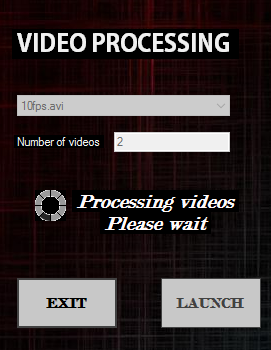 VIDEO PROCESSING
10fps.avi
Number of videos 2
Processing videos
Please wait
EXIT LAUNCH